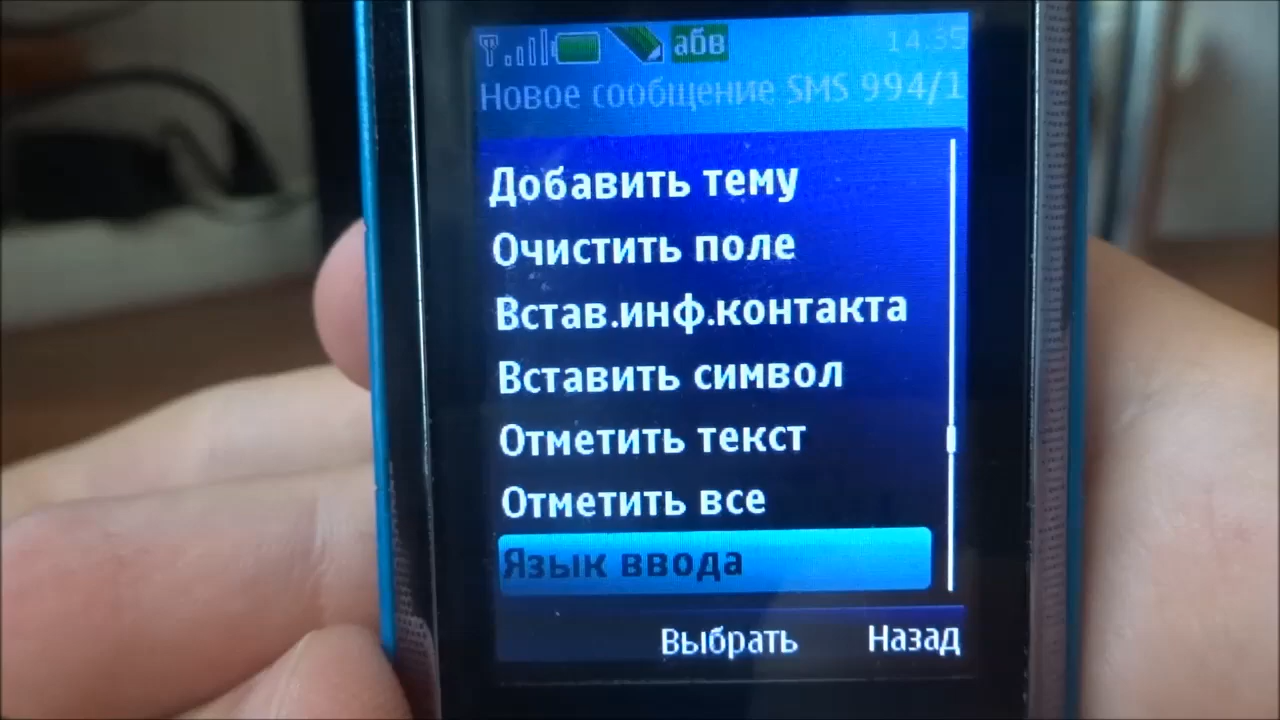 абв 14:35
Новое сообщение SMS 994/1
Добавить тему
Очистить поле
Встав.инф.контакта
Вставить символ
Отметить текст
Отметить все
Язык ввода
Выбрать Назад